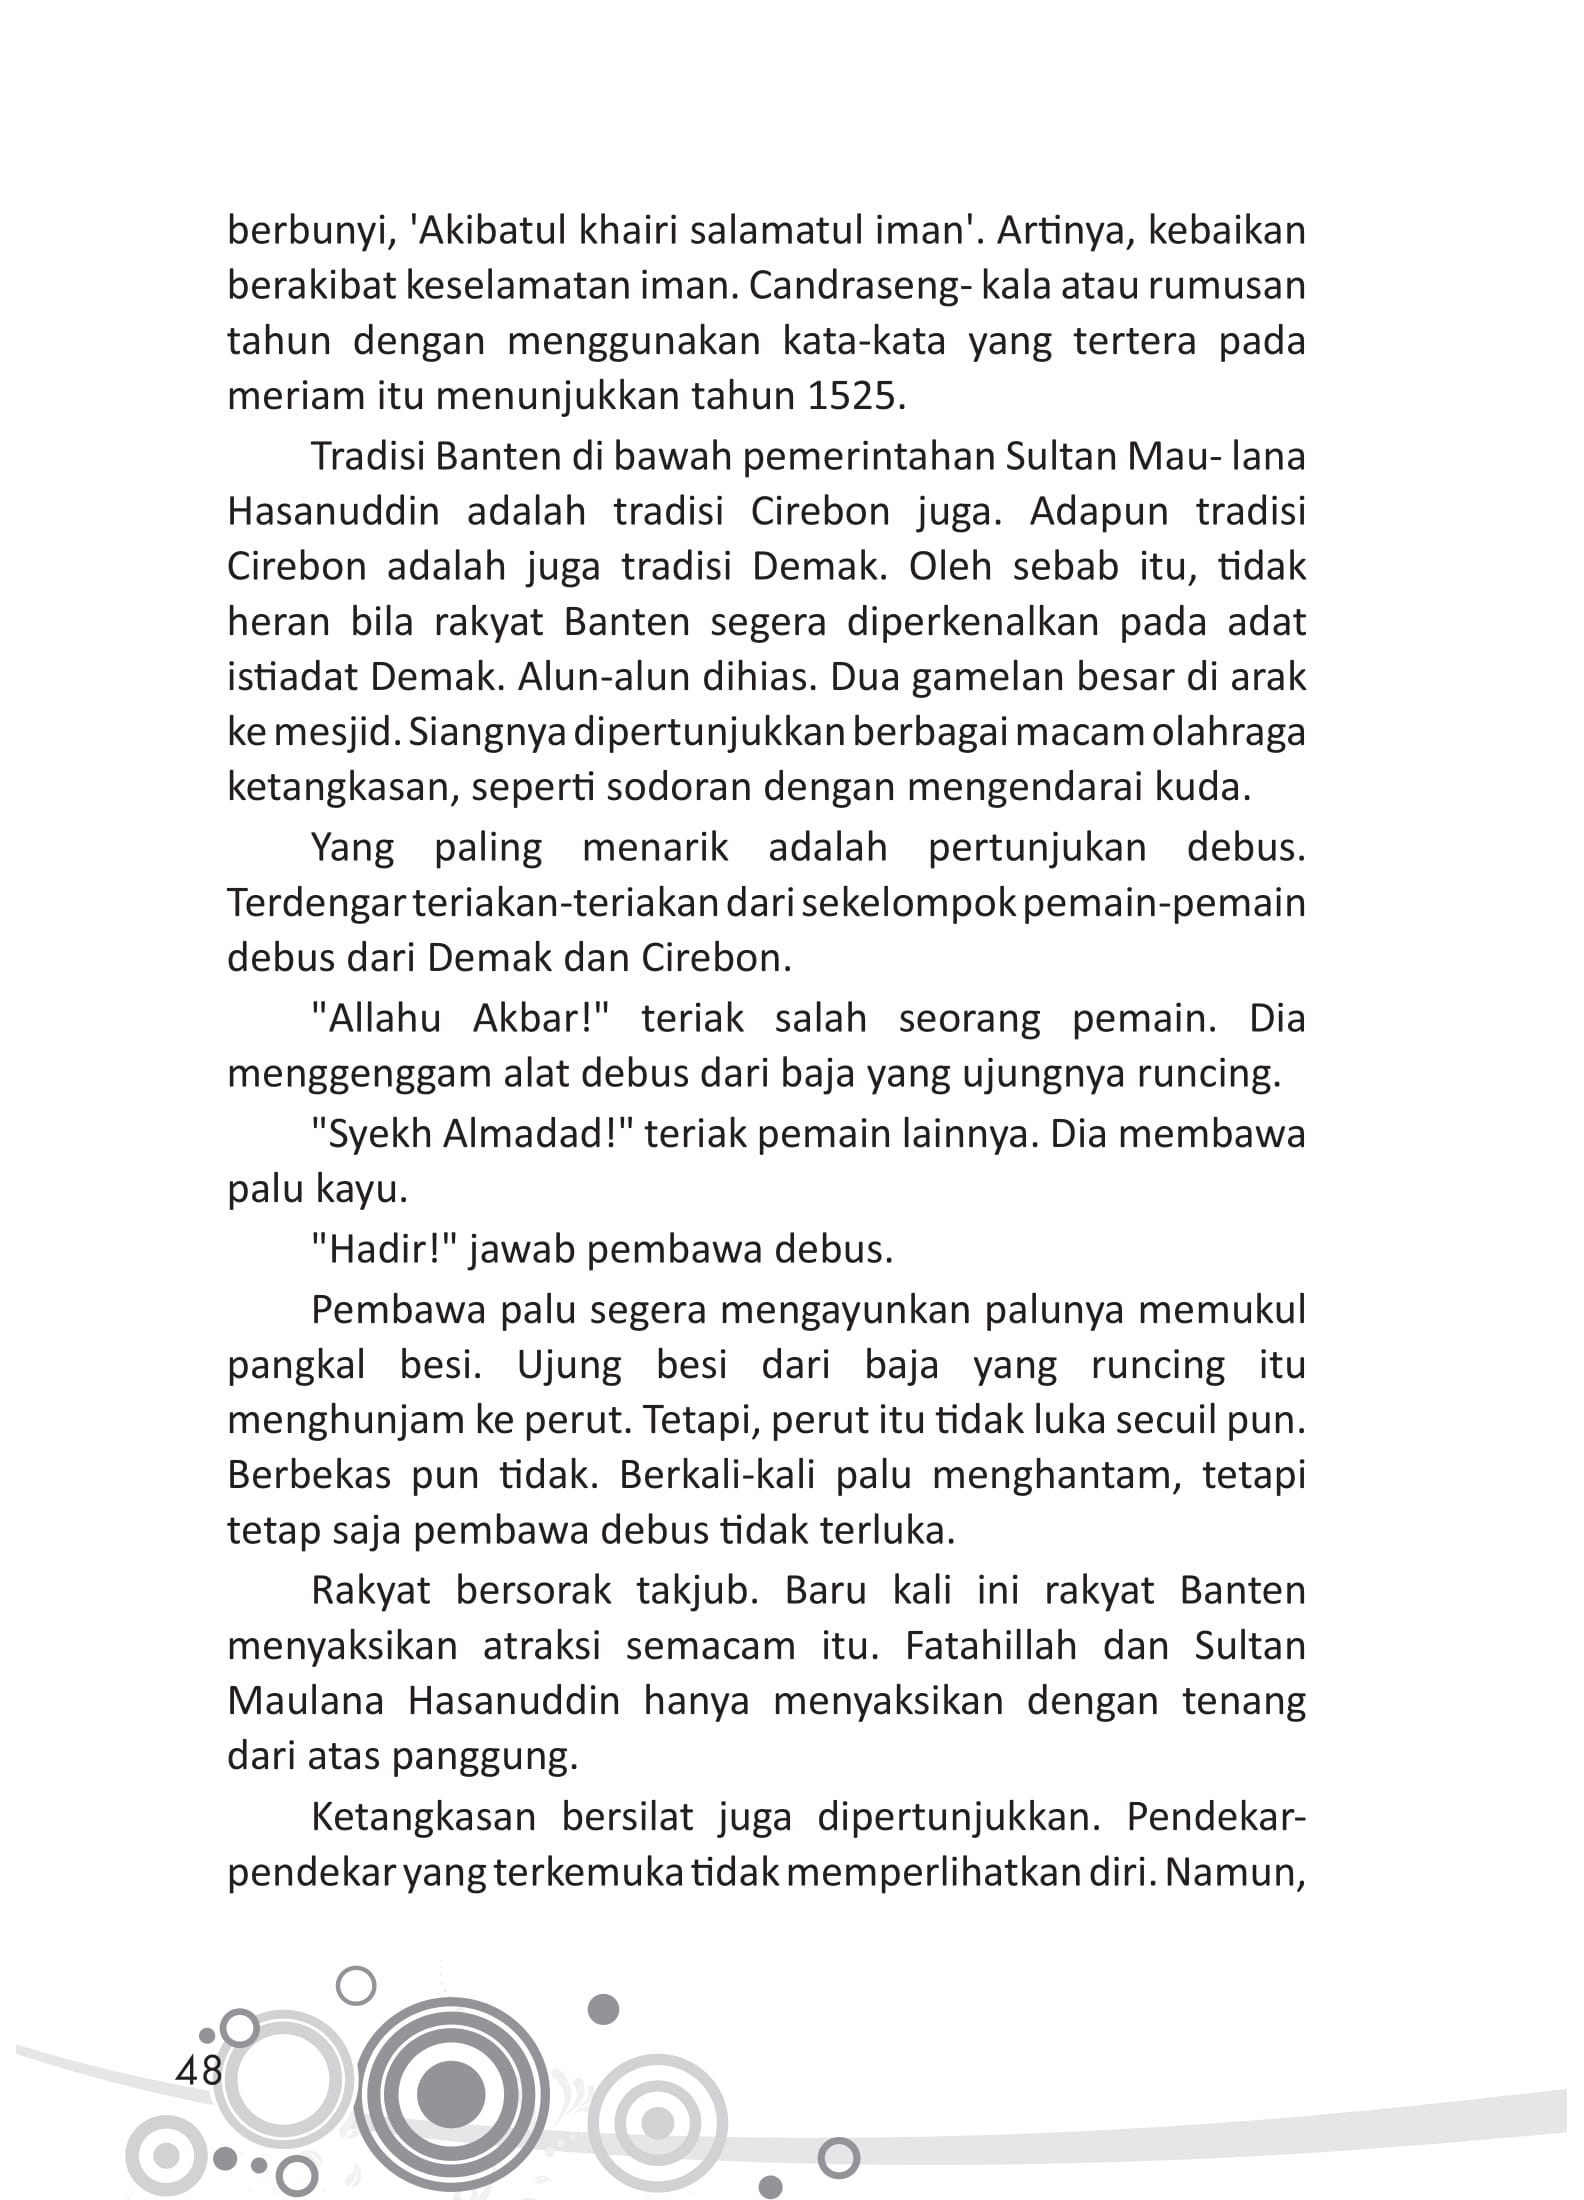 berbunyi, 'Akibatul khairi salamatul iman'. Artinya, kebaikan
berakibat keselamatan iman. Candraseng- kala atau rumusan
tahun dengan menggunakan kata-kata yang tertera pada
meriam itu menunjukkan tahun 1525.
Tradisi Banten di bawah pemerintahan Sultan Mau- lana
Hasanuddin adalah tradisi Cirebon juga. Adapun tradisi
Cirebon adalah juga tradisi Demak. Oleh sebab itu, tidak
heran bila rakyat Banten segera diperkenalkan pada adat
istiadat Demak. Alun-alun dihias. Dua gamelan besar di arak
ke mesjid. Siangnya dipertunjukkan berbagai macam olahraga
ketangkasan, seperti sodoran dengan mengendarai kuda.
Yang paling menarik adalah pertunjukan debus.
Terdengar teriakan-teriakan dari sekelompok pemain-pemain
debus dari Demak dan Cirebon.
"Allahu Akbar!" teriak salah seorang pemain. Dia
menggenggam alat debus dari baja yang ujungnya runcing.
"Syekh Almadad!" teriak pemain lainnya. Dia membawa
palu kayu.
"Hadir!" jawab pembawa debus.
Pembawa palu segera mengayunkan palunya memukul
pangkal besi. Ujung besi dari baja yang runcing itu
menghunjam ke perut. Tetapi, perut itu tidak luka secuil pun.
Berbekas pun tidak. Berkali-kali palu menghantam, tetapi
tetap saja pembawa debus tidak terluka.
Rakyat bersorak takjub. Baru kali ini rakyat Banten
menyaksikan atraksi semacam itu. Fatahillah dan Sultan
Maulana Hasanuddin hanya menyaksikan dengan tenang
dari atas panggung.
Ketangkasan bersilat juga dipertunjukkan. Pendekar-
pendekar yang terkemuka tidak memperlihatkan diri. Namun,
48